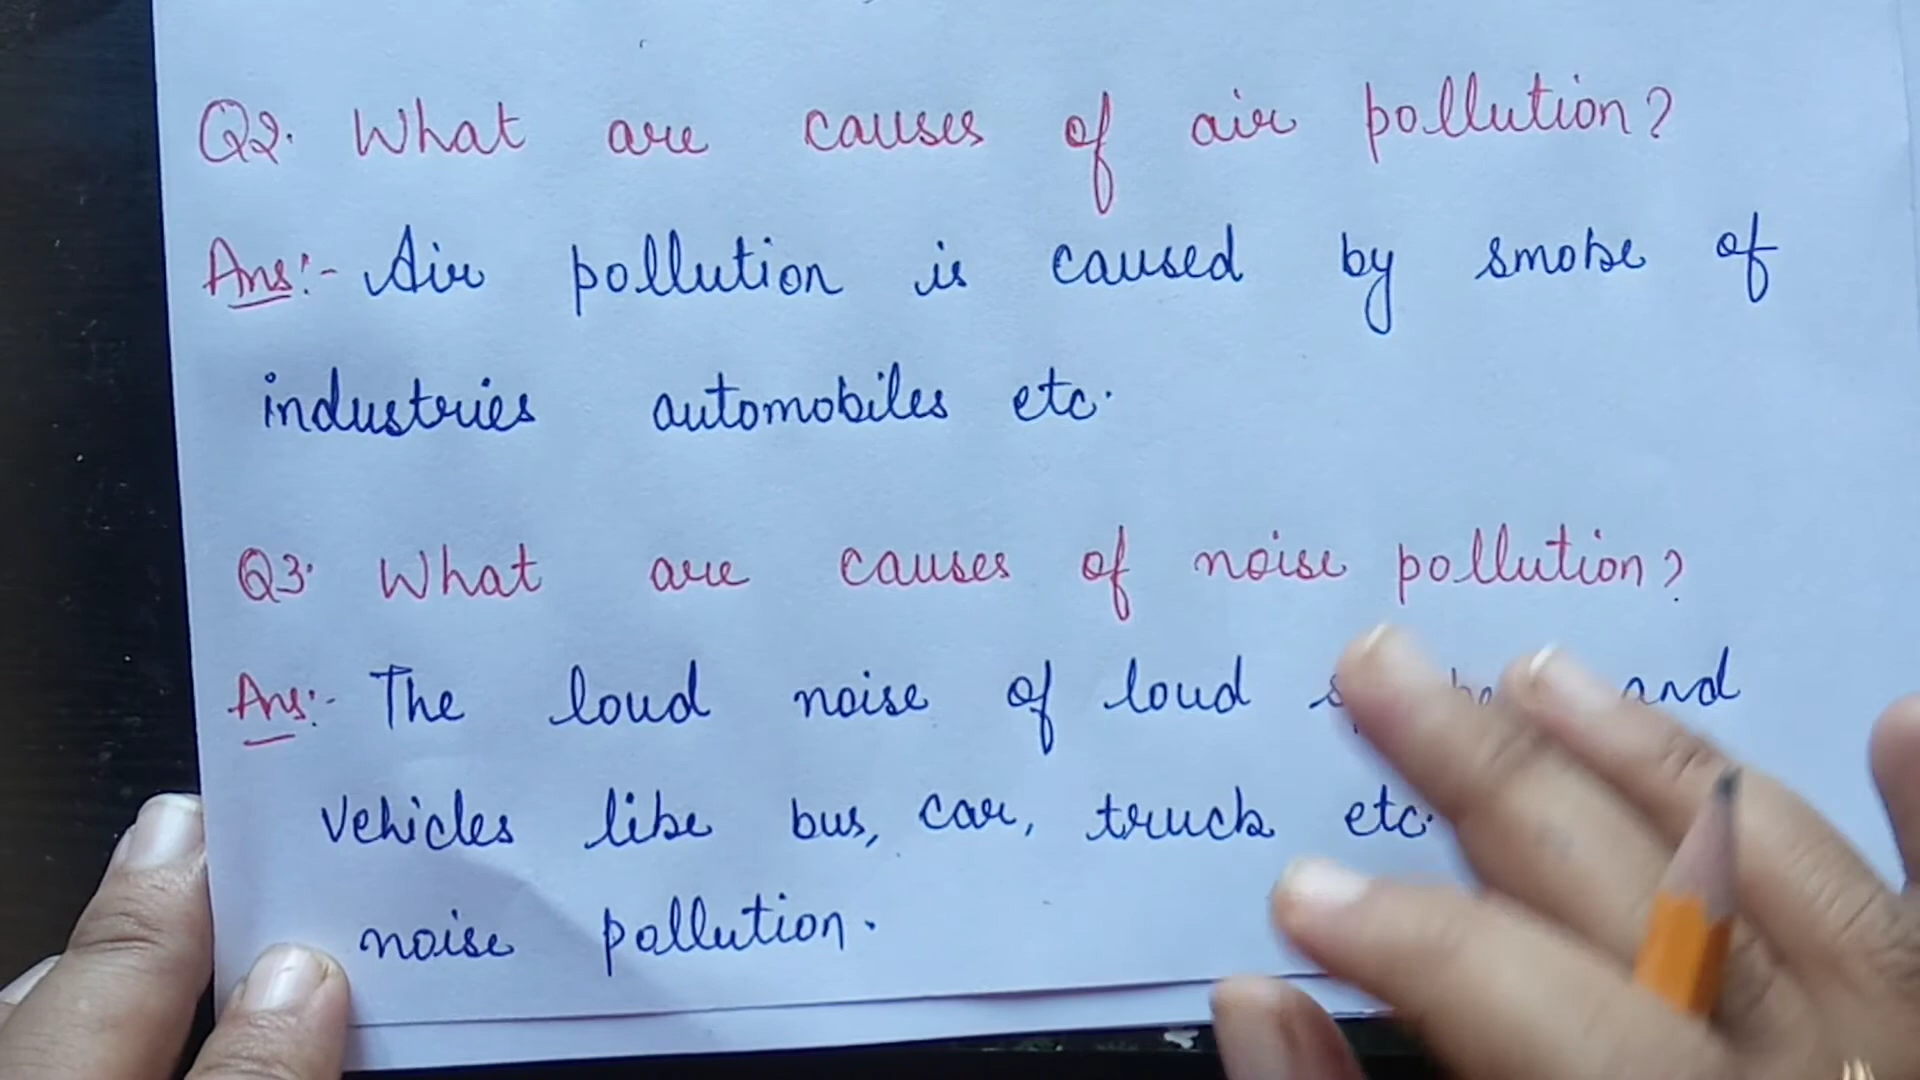 Q2. What are causes of air pollution?
Ans:- Air pollution is caused by smoke of
industries automobiles etc.
Q3. What are causes of noise pollution?
Ans:- The loud noise of loud and
vehicles like bus, car, truck etc.
noise pollution.